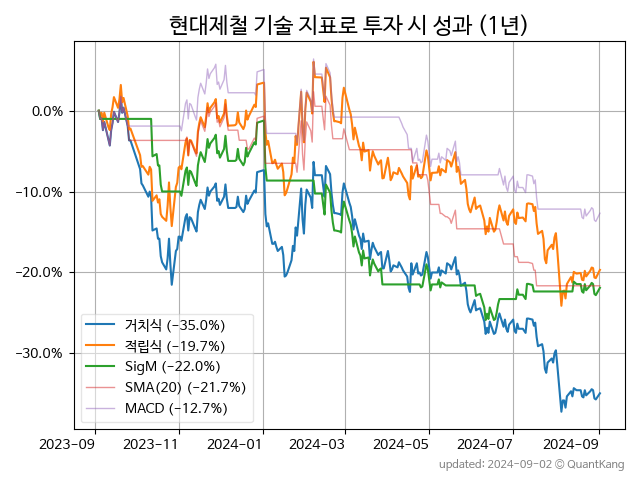 현대제철 기술 지표로 투자 시 성과 (1년)
0.0%
−10.0%
−20.0%
−30.0%
거치식 (−35.0%)
적립식 (−19.7%)
SigM (−22.0%)
SMA(20) (−21.7%)
MACD (−12.7%)
2023-09 2023-11 2024-01 2024-03 2024-05 2024-07 2024-09
updated: 2024-09-02 © QuantKang